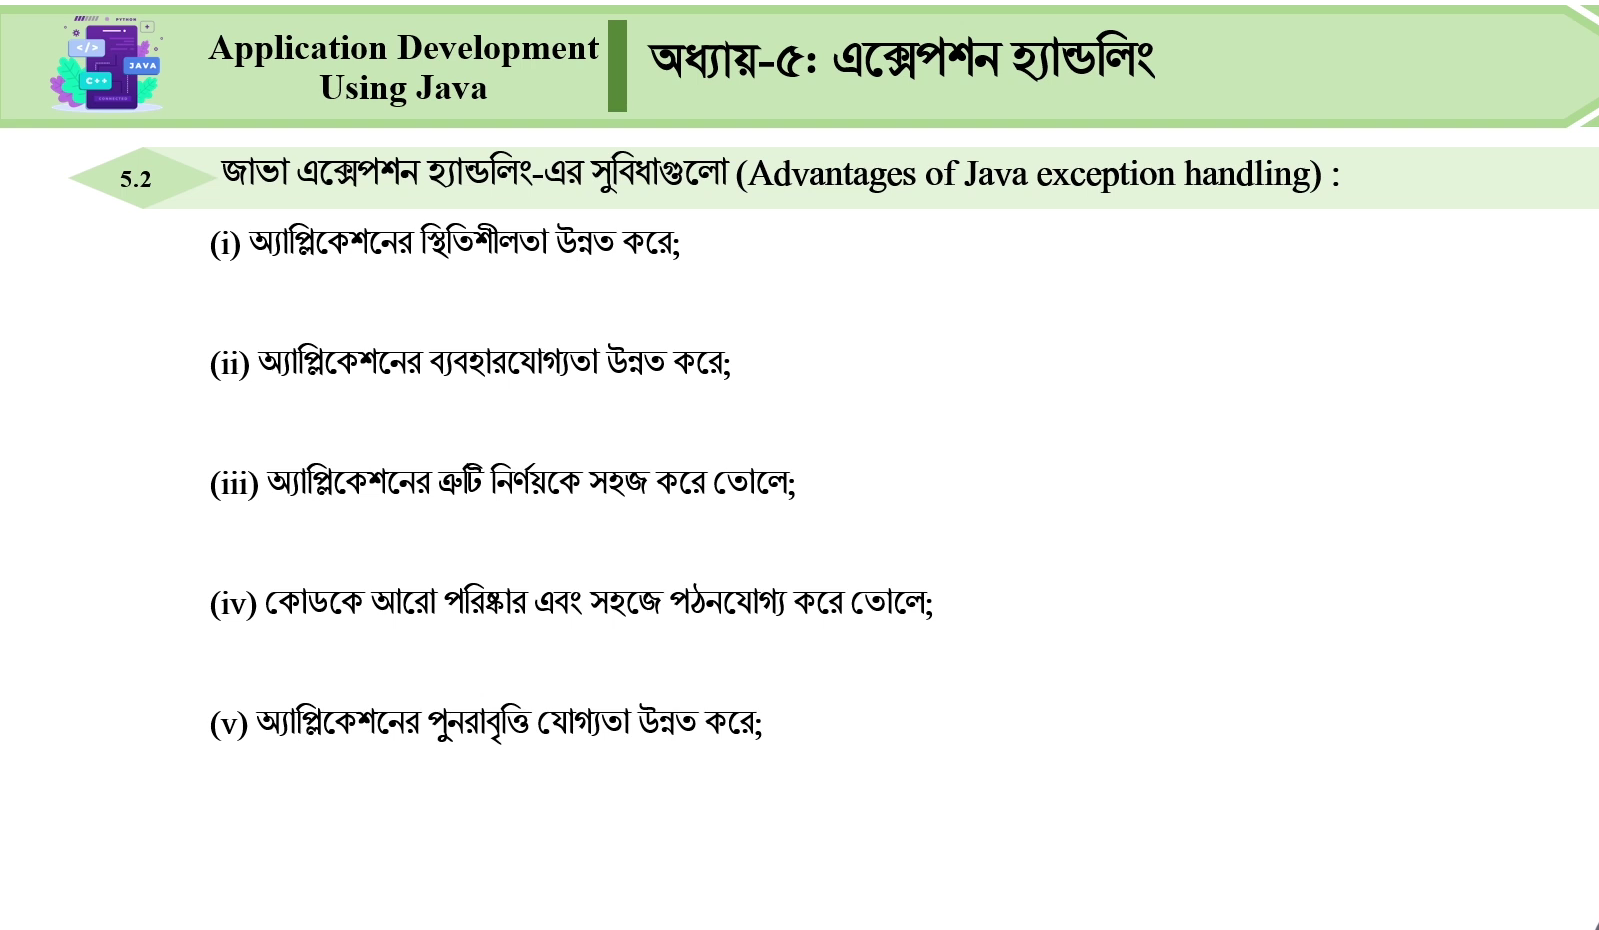 PYTHON
</>
JAVA
C++
Application Development
Using Java
অধ্যায়-৫: এক্সেপশন হ্যান্ডলিং
5.2
জাভা এক্সেপশন হ্যান্ডলিং-এর সুবিধাগুলো (Advantages of Java exception handling) :
(i) অ্যাপ্লিকেশনের স্থিতিশীলতা উন্নত করে;
(ii) অ্যাপ্লিকেশনের ব্যবহারযোগ্যতা উন্নত করে;
(iii) অ্যাপ্লিকেশনের ত্রুটি নির্ণয়কে সহজ করে তোলে;
(iv) কোডকে আরো পরিষ্কার এবং সহজে পঠনযোগ্য করে তোলে;
(v) অ্যাপ্লিকেশনের পুনরাবৃত্তি যোগ্যতা উন্নত করে;